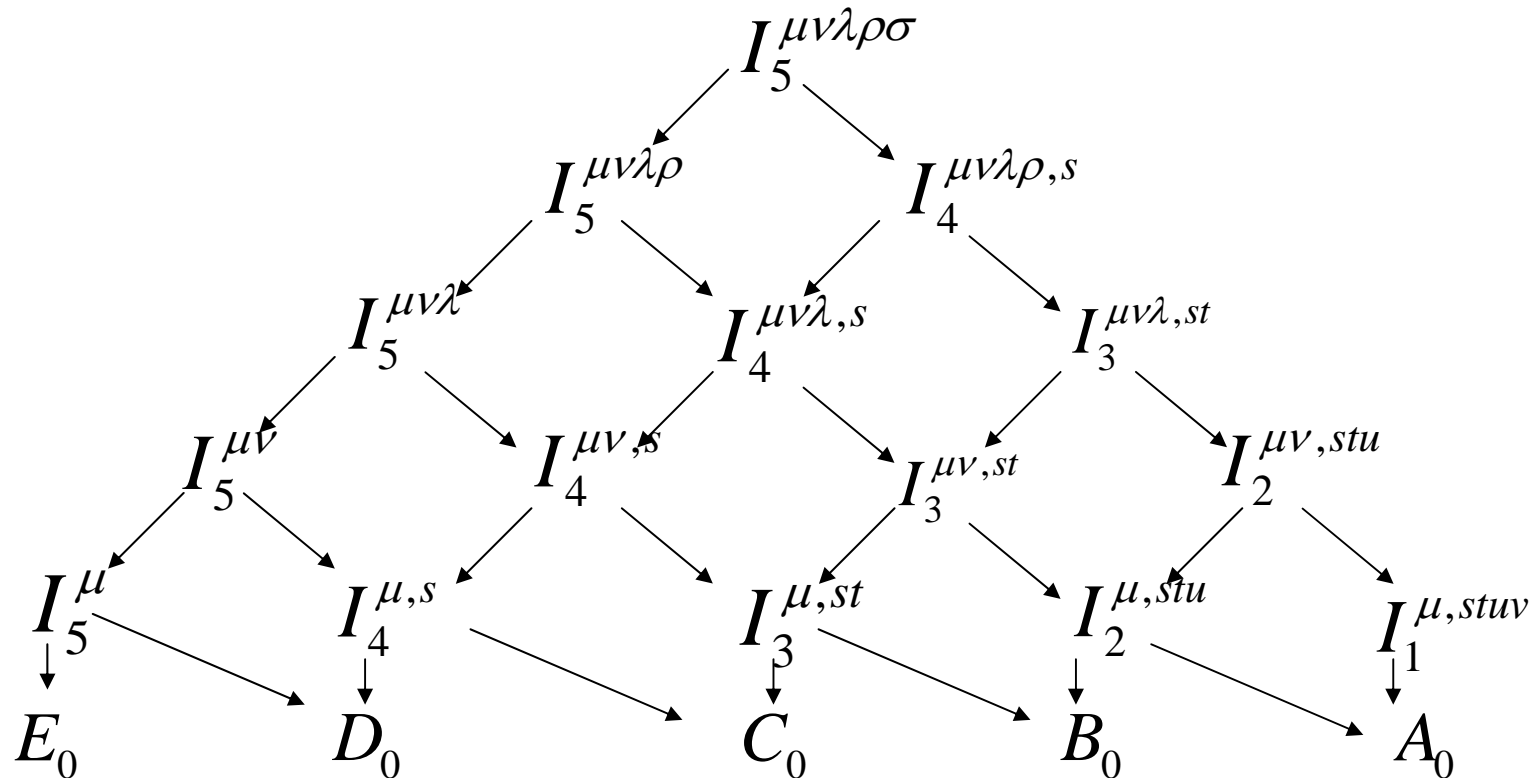 I_5^{μνλρσ}
I_5^{μνλρ} I_4^{μνλρ,s}
I_5^{μνλ} I_4^{μνλ,s} I_3^{μνλ,st}
I_5^{μν} I_4^{μν,s} I_3^{μν,st} I_2^{μν,stu}
I_5^{μ} I_4^{μ,s} I_3^{μ,st} I_2^{μ,stu} I_1^{μ,stuv}
E_0 D_0 C_0 B_0 A_0